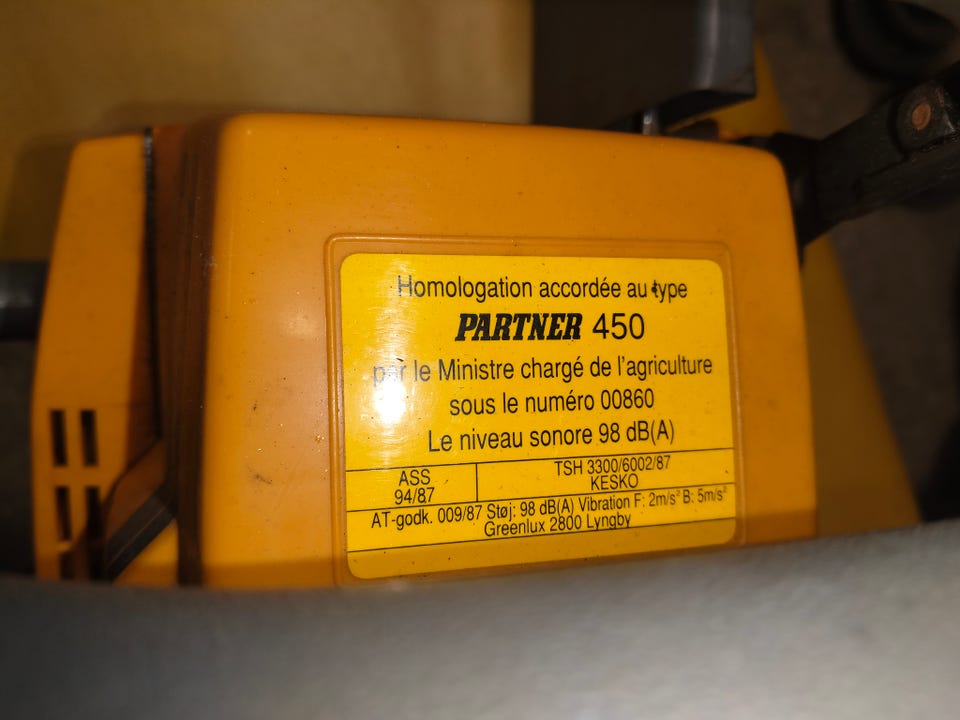 Homologation accordée au type
PARTNER 450
par le Ministre chargé de l'agriculture
sous le numéro 00860
Le niveau sonore 98 dB(A)
ASS
94/87
TSH 3300/6002/87
KESKO
AT-godk. 009/87 Støj: 98 dB(A) Vibration F: 2m/s² B: 5m/s²
Greenlux 2800 Lyngby